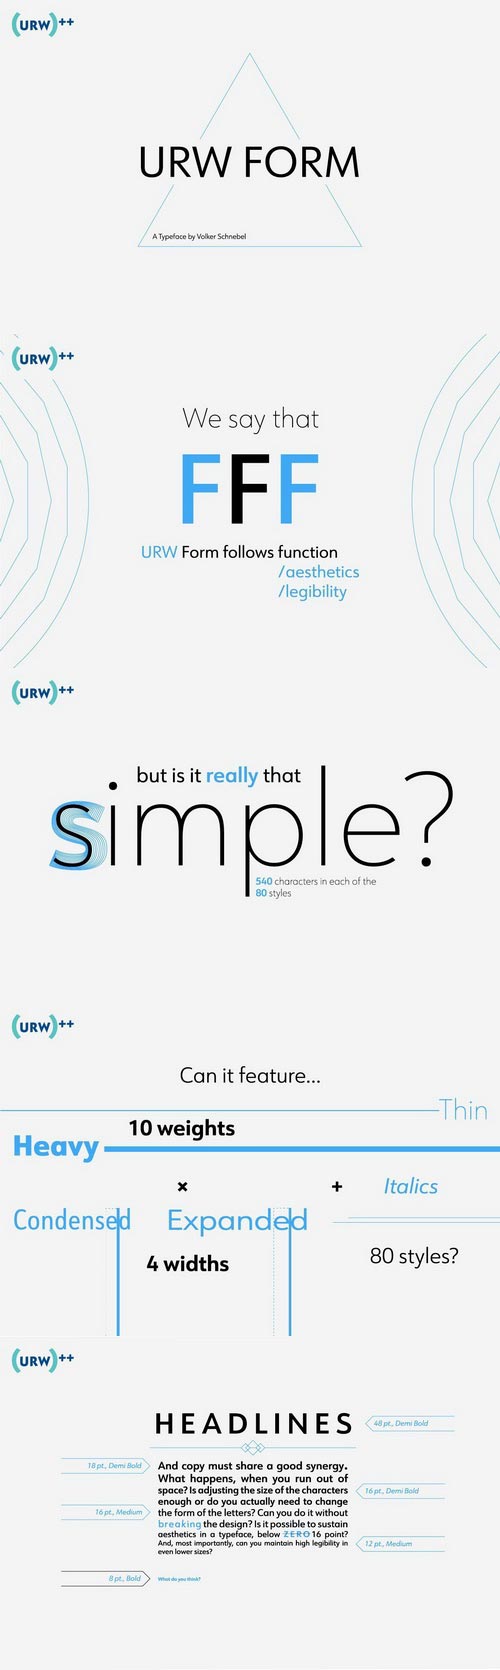 (URW)++
URW FORM
A Typeface by Volker Schnebel
(URW)++
We say that
FFF
URW Form follows function
/aesthetics
/legibility
(URW)++
but is it really that
simple?
540 characters in each of the
80 styles
(URW)++
Can it feature...
Thin
10 weights
Heavy
× + Italics
Condensed Expanded
4 widths
80 styles?
(URW)++
HEADLINES
48 pt., Demi Bold
18 pt., Demi Bold
And copy must share a good synergy.
What happens, when you run out of
space? Is adjusting the size of the characters
16 pt., Demi Bold
enough or do you actually need to change
16 pt., Medium
the form of the letters? Can you do it without
breaking the design? Is it possible to sustain
aesthetics in a typeface, below ZERO 16 point?
And, most importantly, can you maintain high legibility in
12 pt., Medium
even lower sizes?
8 pt., Bold
What do you think?